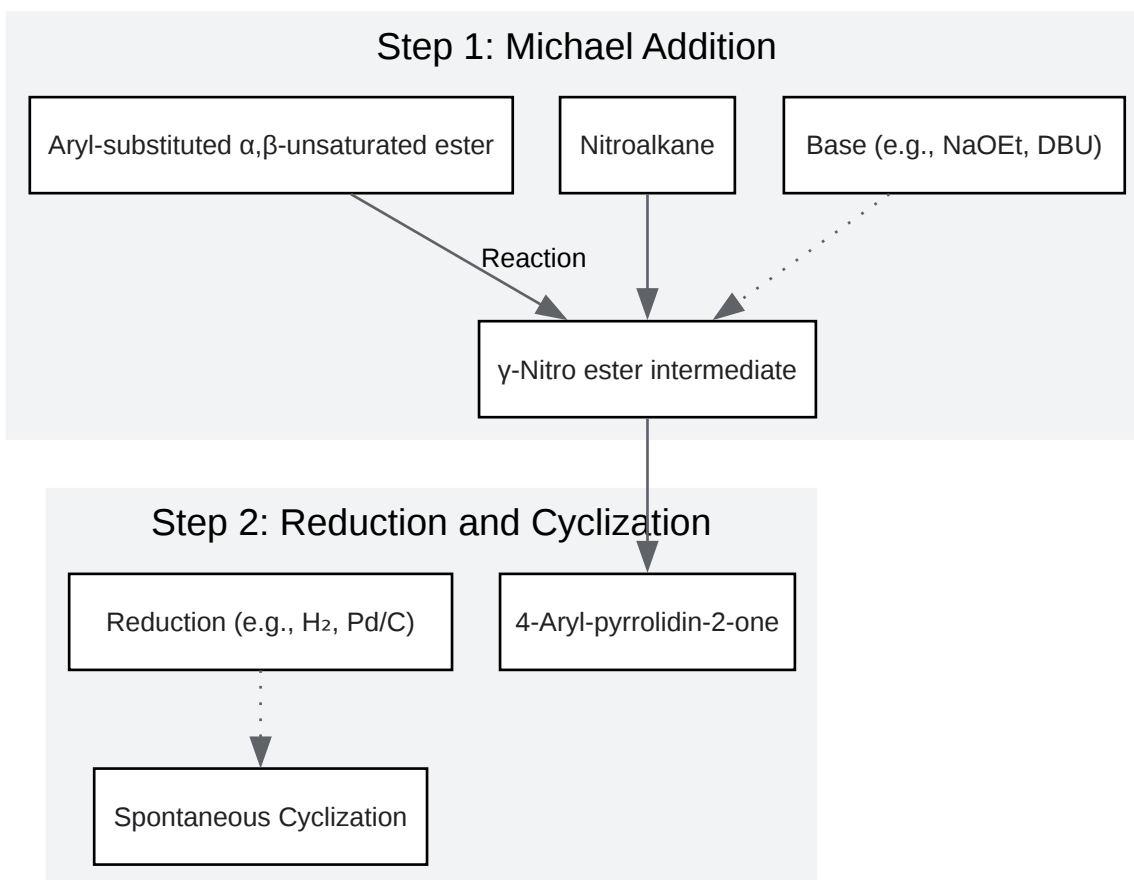 Step 1: Michael Addition
Aryl-substituted α,β-unsaturated ester
Nitroalkane
Base (e.g., NaOEt, DBU)
Reaction
γ-Nitro ester intermediate
Step 2: Reduction and Cyclization
Reduction (e.g., H₂, Pd/C)
4-Aryl-pyrrolidin-2-one
Spontaneous Cyclization